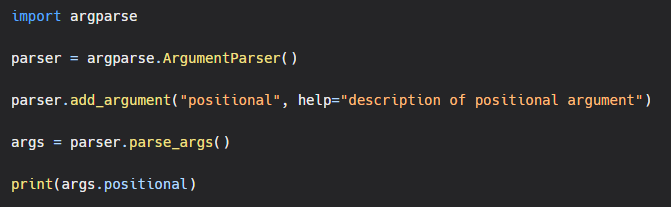 import argparse
parser = argparse.ArgumentParser()
parser.add_argument("positional", help="description of positional argument")
args = parser.parse_args()
print(args.positional)